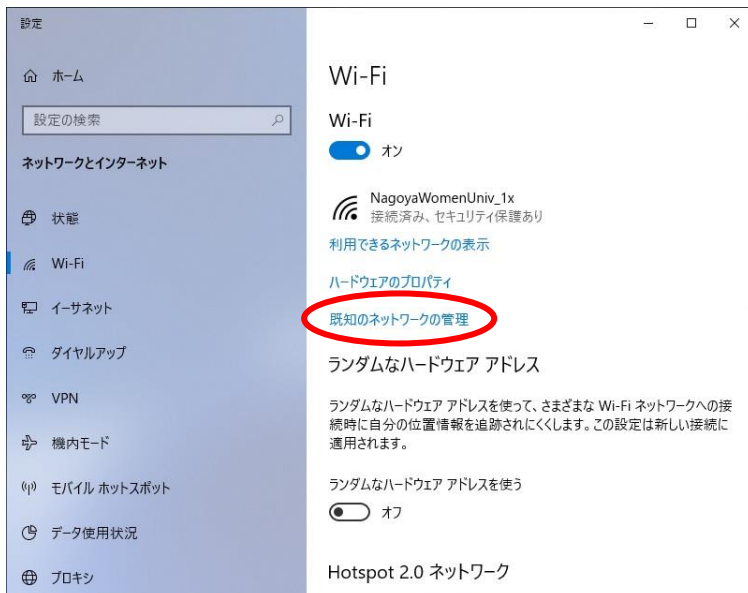 設定
ホーム
設定の検索
ネットワークとインターネット
状態
Wi-Fi
イーサネット
ダイヤルアップ
VPN
機内モード
モバイル ホットスポット
データ使用状況
プロキシ
Wi-Fi
Wi-Fi
オン
NagoyaWomenUniv_1x
接続済み、セキュリティ保護あり
利用できるネットワークの表示
ハードウェアのプロパティ
既知のネットワークの管理
ランダムなハードウェア アドレス
ランダムなハードウェア アドレスを使って、さまざまな Wi-Fi ネットワークへの接
続時に自分の位置情報を追跡されにくくします。この設定は新しい接続に
適用されます。
ランダムなハードウェア アドレスを使う
オフ
Hotspot 2.0 ネットワーク